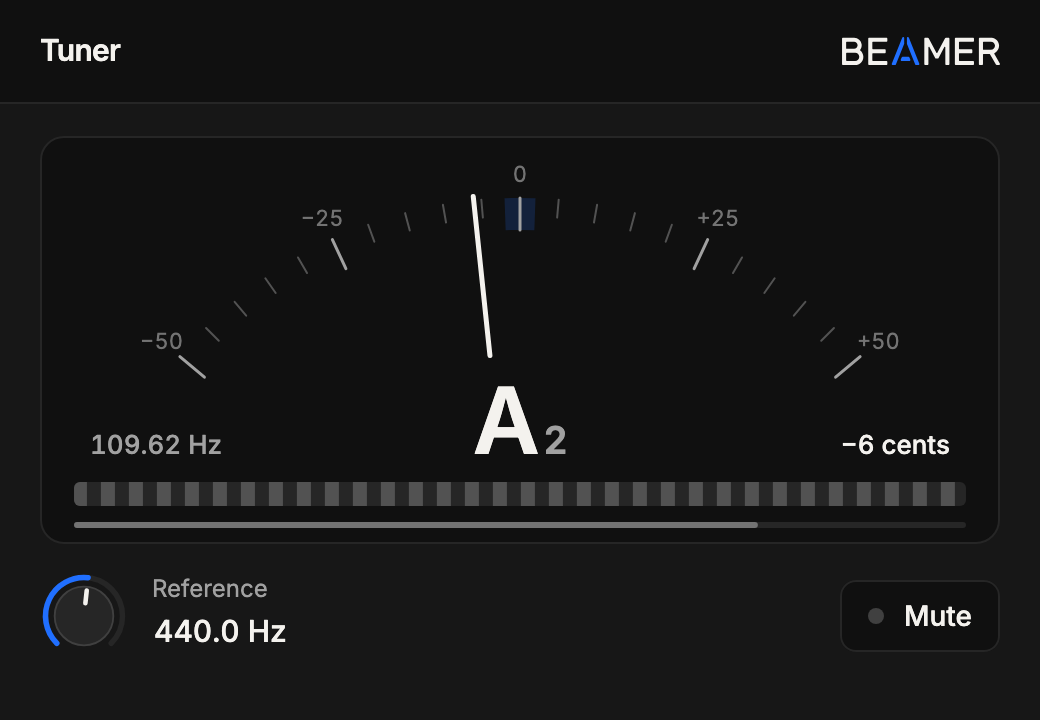 Tuner
BEAMER
0
−25
+25
−50
+50
109.62 Hz
A2
−6 cents
Reference
440.0 Hz
Mute